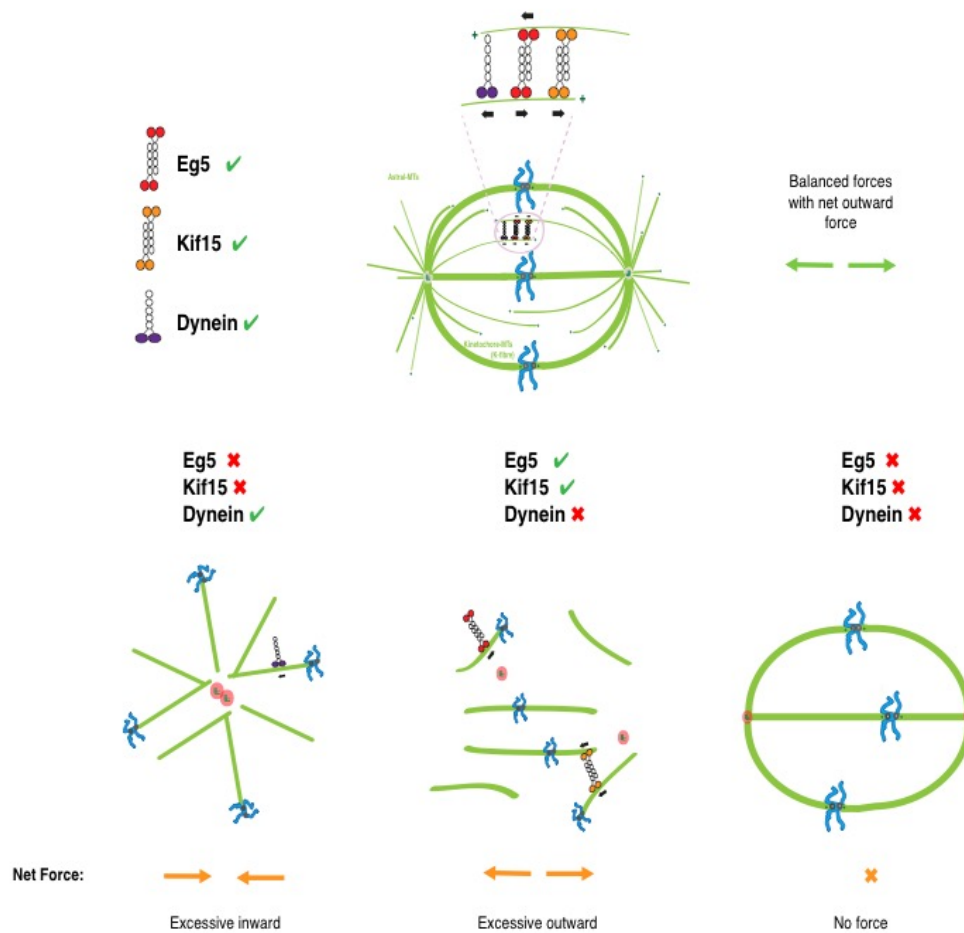 +
+
Eg5 ✔
Kif15 ✔
Dynein ✔
Astral-MTs
Kinetochore-MTs
(K-fibre)
Balanced forces
with net outward
force
Eg5 ✖
Kif15 ✖
Dynein ✔
Eg5 ✔
Kif15 ✔
Dynein ✖
Eg5 ✖
Kif15 ✖
Dynein ✖
Net Force:
Excessive inward
Excessive outward
No force